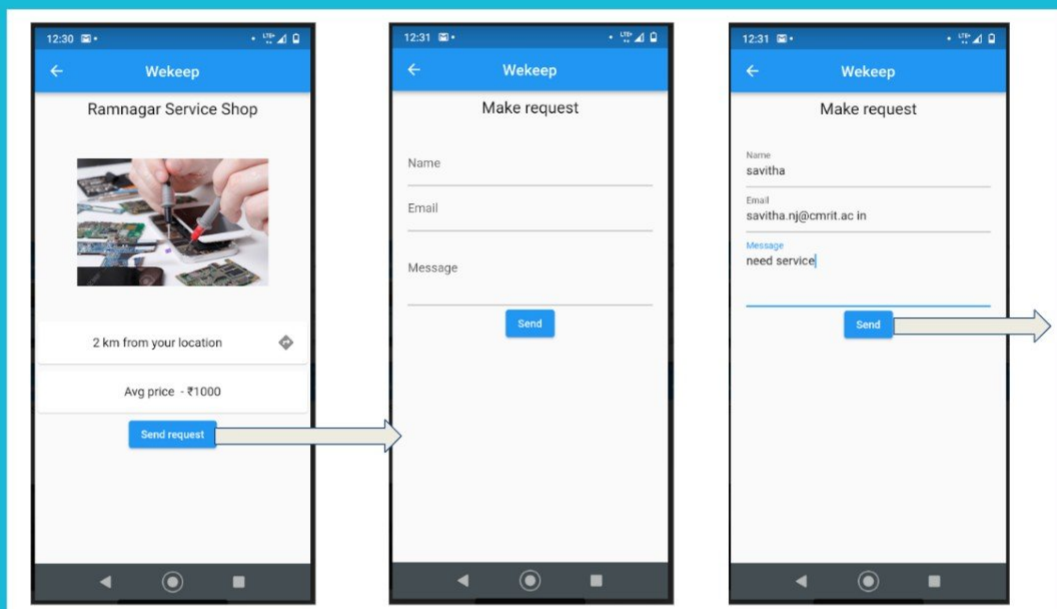 12:30
Wekeep
Ramnagar Service Shop
2 km from your location
Avg price - ₹1000
Send request
12:31
Wekeep
Make request
Name
Email
Message
Send
12:31
Wekeep
Make request
Name
savitha
Email
savitha.nj@cmrit.ac in
Message
need service
Send